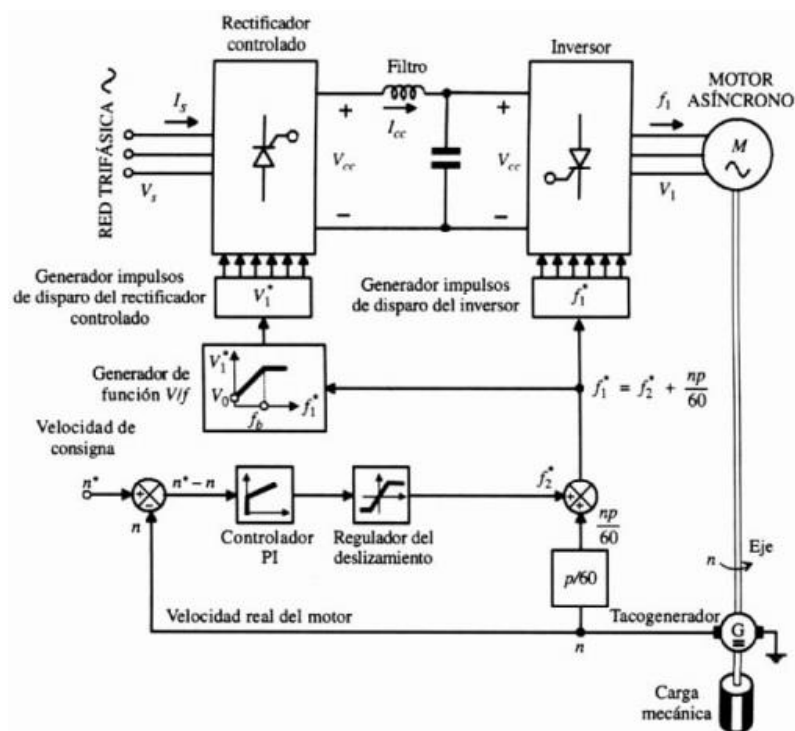 Rectificador
controlado
Filtro
Inversor
MOTOR
ASÍNCRONO
RED TRIFÁSICA
I_s
V_s
+
V_cc
−
I_cc
+
V_cc
−
f_1
V_1
M
Generador impulsos
de disparo del rectificador
controlado
V_1^*
Generador impulsos
de disparo del inversor
f_1^*
Generador de
función V/f
V_1^*
V_0
f_b
f_1^*
f_1^* = f_2^* + np/60
Velocidad de
consigna
n*
+
−
n
n* − n
Controlador
PI
Regulador del
deslizamiento
f_2^*
+
+
np/60
p/60
n
Eje
Velocidad real del motor
Tacogenerador
n
G
Carga
mecánica